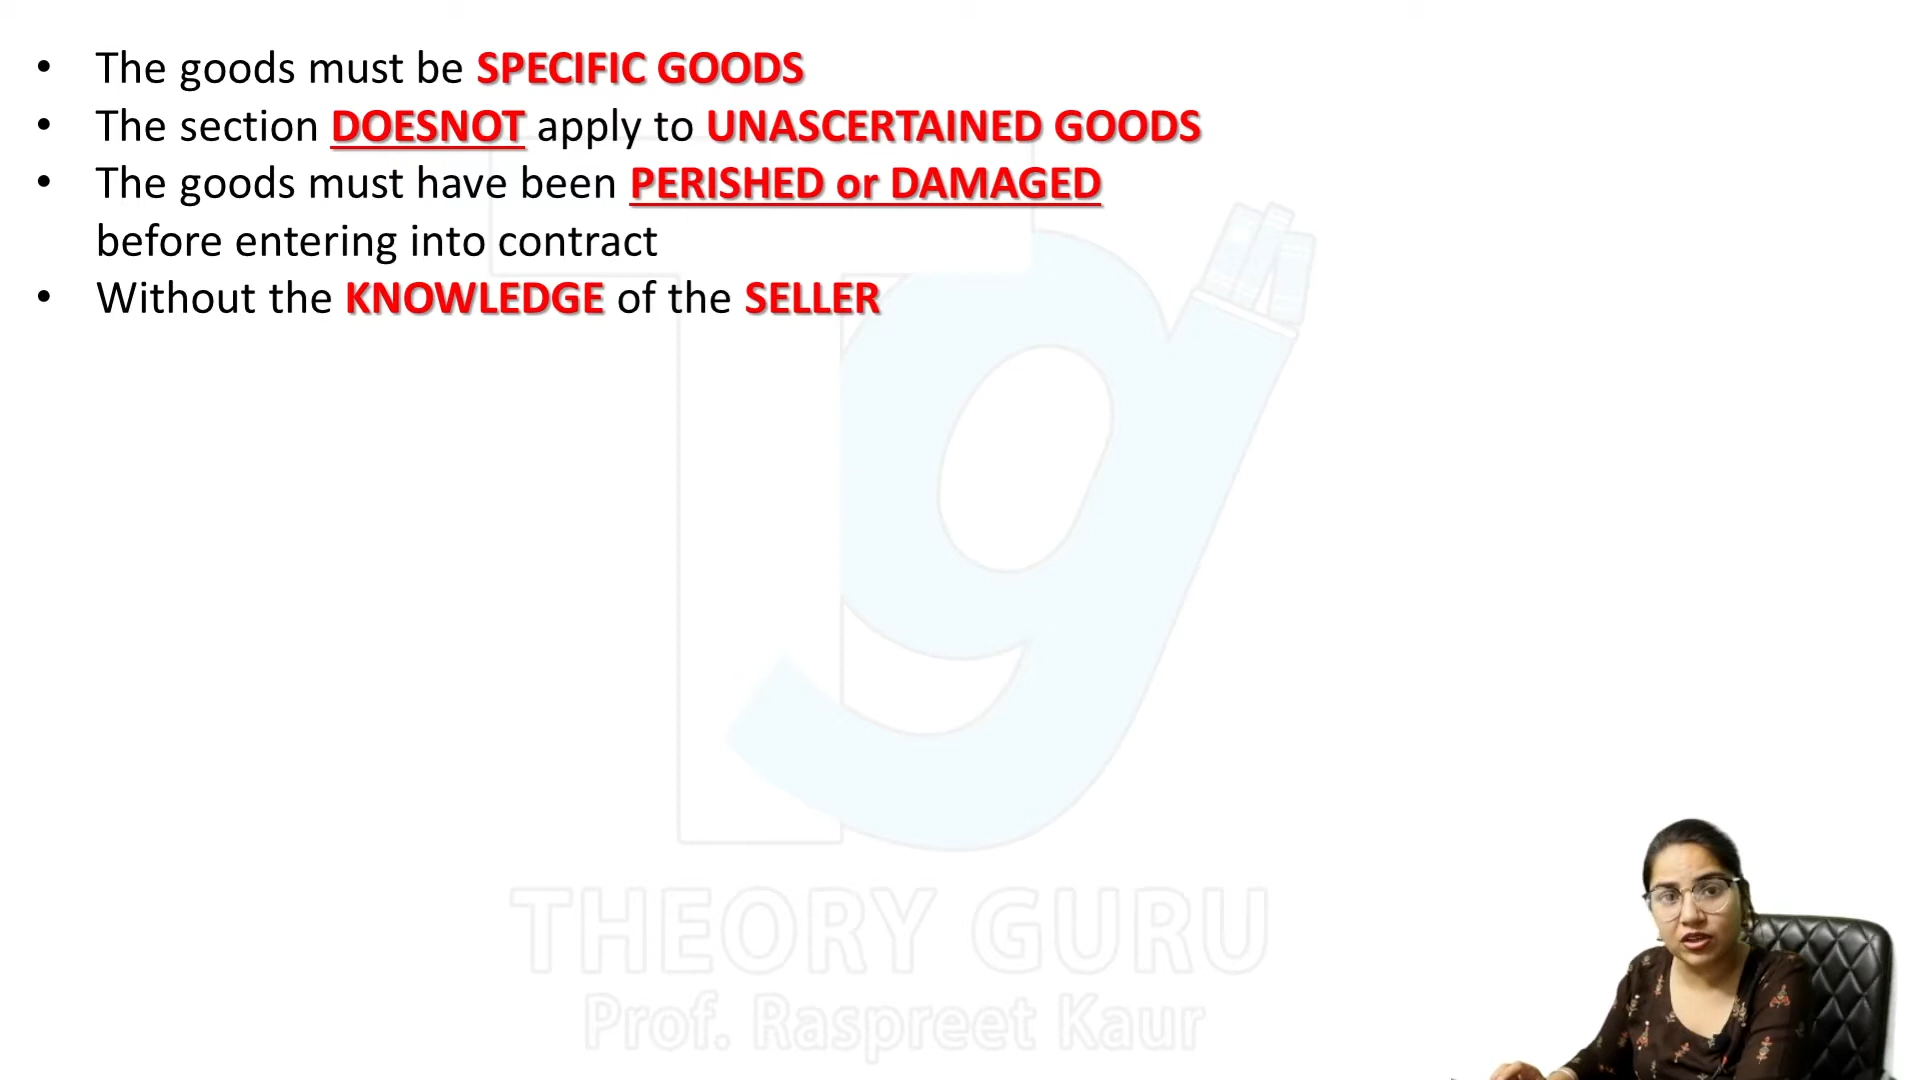 • The goods must be SPECIFIC GOODS
• The section DOESNOT apply to UNASCERTAINED GOODS
• The goods must have been PERISHED or DAMAGED
before entering into contract
• Without the KNOWLEDGE of the SELLER
Tg
THEORY GURU
Prof. Raspreet Kaur